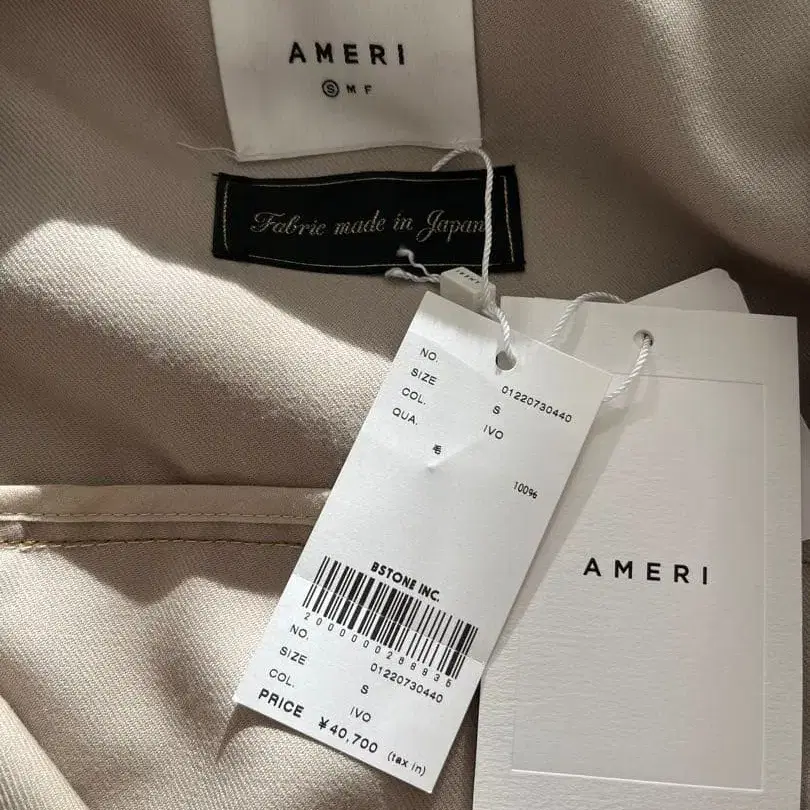 AMERI
Ⓢ M F
Fabric made in Japan
NO. 01220730440
SIZE S
COL. IVO
QUA.
毛 100%
BSTONE INC.
NO. 01220730440
SIZE S
COL. IVO
PRICE ¥40,700 (tax in)
AMERI